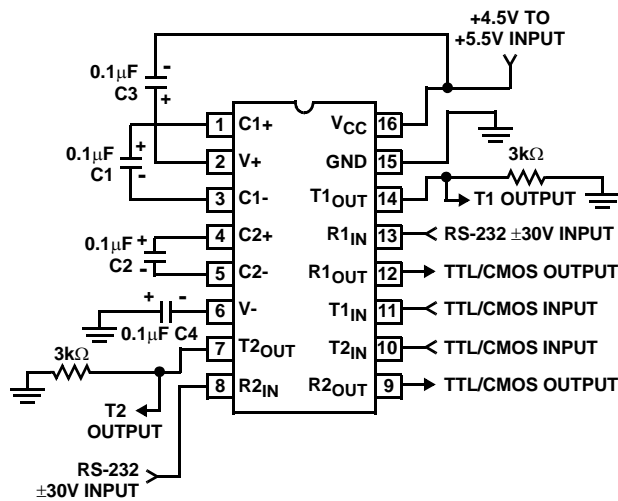 +4.5V TO
+5.5V INPUT
0.1µF
C3
-
+
0.1µF
C1
+
-
0.1µF
C2
+
-
+ -
0.1µF C4
3kΩ
T2
OUTPUT
RS-232
±30V INPUT
1 C1+
2 V+
3 C1-
4 C2+
5 C2-
6 V-
7 T2OUT
8 R2IN
VCC 16
GND 15
T1OUT 14
R1IN 13
R1OUT 12
T1IN 11
T2IN 10
R2OUT 9
3kΩ
T1 OUTPUT
RS-232 ±30V INPUT
TTL/CMOS OUTPUT
TTL/CMOS INPUT
TTL/CMOS INPUT
TTL/CMOS OUTPUT